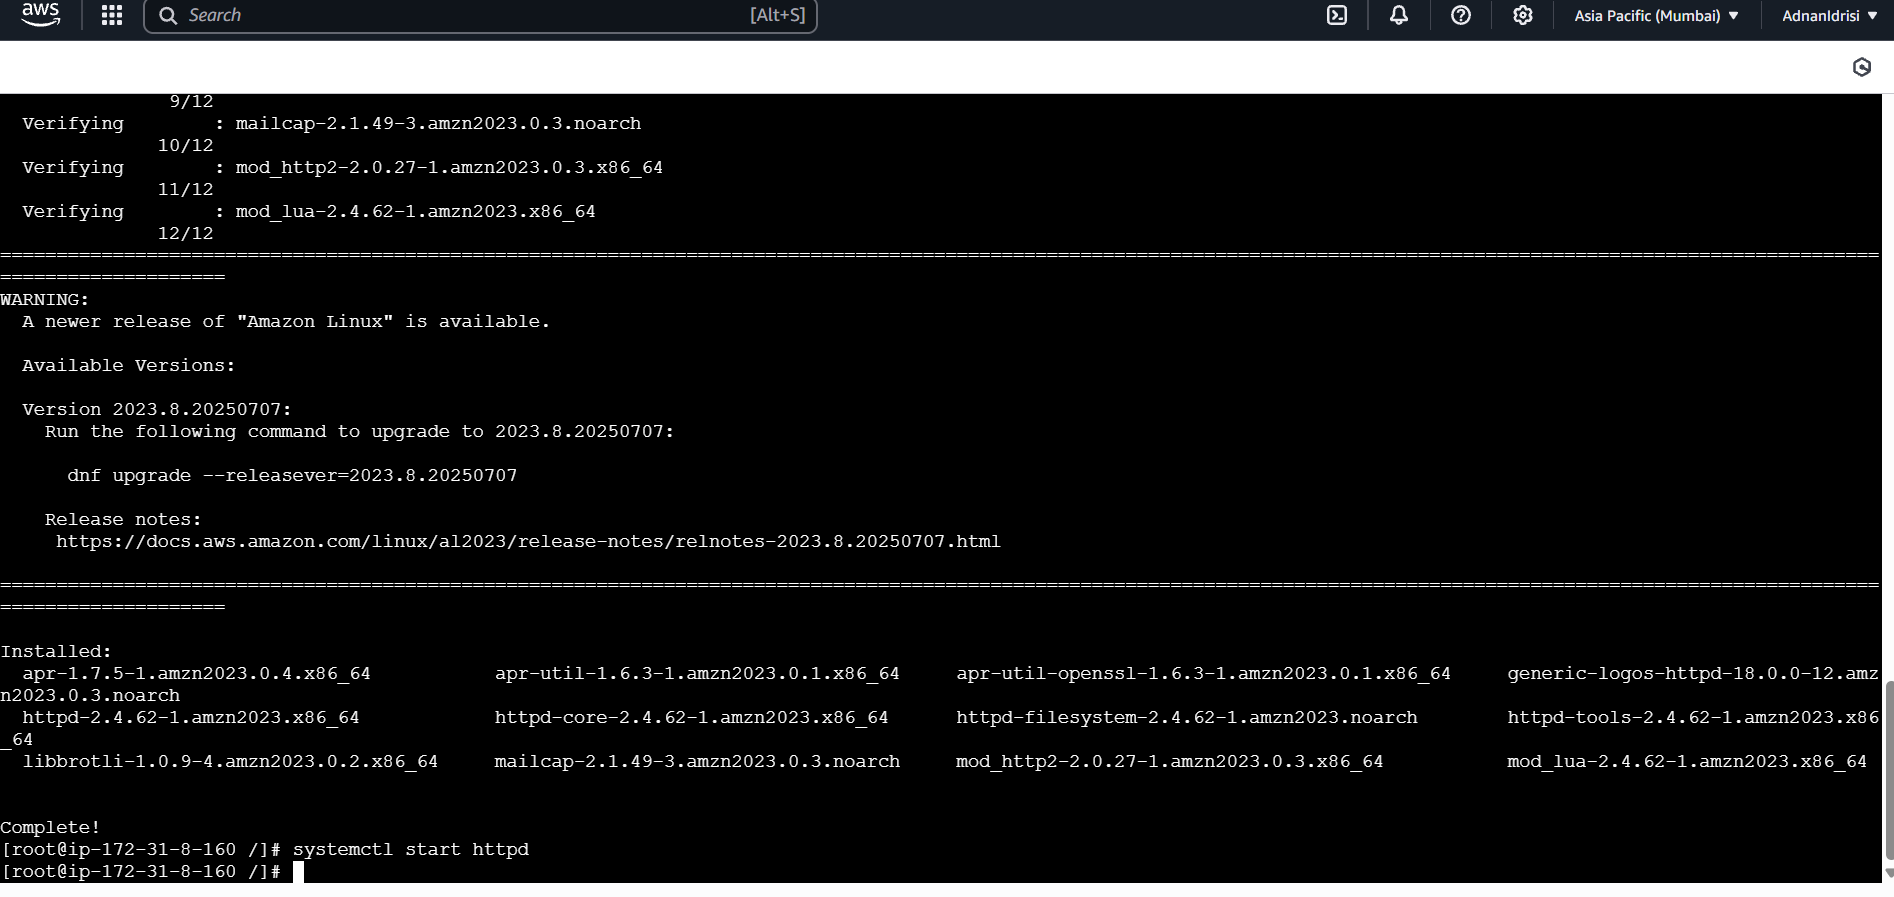 aws
Search [Alt+S]
Asia Pacific (Mumbai) ▼ AdnanIdrisi ▼
9/12
Verifying : mailcap-2.1.49-3.amzn2023.0.3.noarch
10/12
Verifying : mod_http2-2.0.27-1.amzn2023.0.3.x86_64
11/12
Verifying : mod_lua-2.4.62-1.amzn2023.x86_64
12/12
=======================================================================================================================================================================
====================
WARNING:
A newer release of "Amazon Linux" is available.
Available Versions:
Version 2023.8.20250707:
Run the following command to upgrade to 2023.8.20250707:
dnf upgrade --releasever=2023.8.20250707
Release notes:
https://docs.aws.amazon.com/linux/al2023/release-notes/relnotes-2023.8.20250707.html
=======================================================================================================================================================================
====================
Installed:
apr-1.7.5-1.amzn2023.0.4.x86_64 apr-util-1.6.3-1.amzn2023.0.1.x86_64 apr-util-openssl-1.6.3-1.amzn2023.0.1.x86_64 generic-logos-httpd-18.0.0-12.amz
n2023.0.3.noarch
httpd-2.4.62-1.amzn2023.x86_64 httpd-core-2.4.62-1.amzn2023.x86_64 httpd-filesystem-2.4.62-1.amzn2023.noarch httpd-tools-2.4.62-1.amzn2023.x86
_64
libbrotli-1.0.9-4.amzn2023.0.2.x86_64 mailcap-2.1.49-3.amzn2023.0.3.noarch mod_http2-2.0.27-1.amzn2023.0.3.x86_64 mod_lua-2.4.62-1.amzn2023.x86_64
Complete!
[root@ip-172-31-8-160 /]# systemctl start httpd
[root@ip-172-31-8-160 /]#